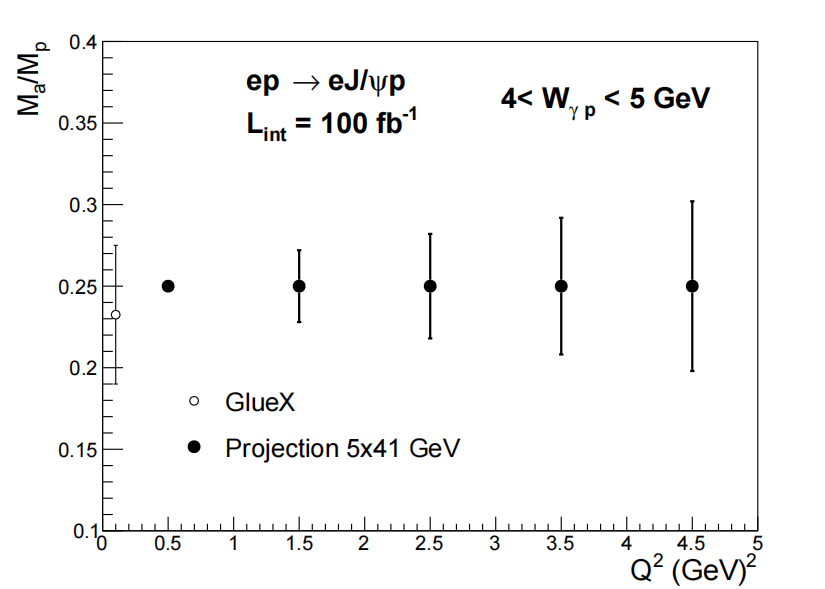 M_a/M_p
0.4
0.35
0.3
0.25
0.2
0.15
0.1
ep → eJ/ψp
L_int = 100 fb^-1
4< W_γp < 5 GeV
GlueX
Projection 5x41 GeV
0 0.5 1 1.5 2 2.5 3 3.5 4 4.5 5
Q^2 (GeV)^2